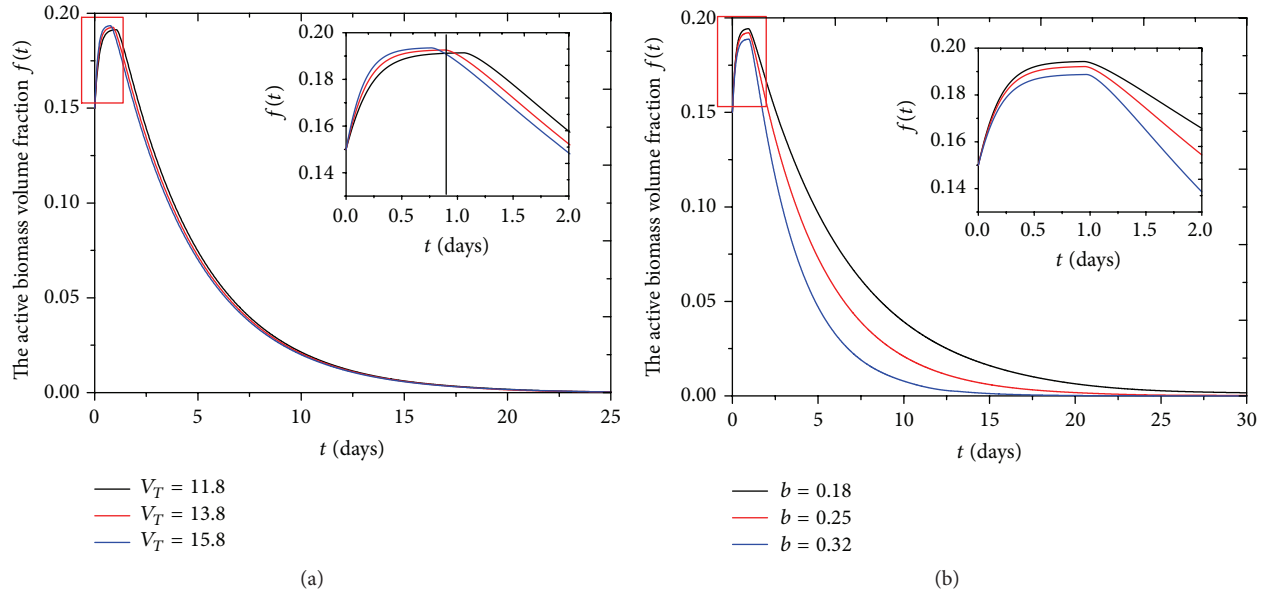 The active biomass volume fraction f(t)
0.20
0.15
0.10
0.05
0.00
0
5
10
15
20
25
t (days)
f(t)
0.20
0.18
0.16
0.14
0.0
0.5
1.0
1.5
2.0
t (days)
V_T = 11.8
V_T = 13.8
V_T = 15.8
(a)
The active biomass volume fraction f(t)
0.20
0.15
0.10
0.05
0.00
0
5
10
15
20
25
30
t (days)
f(t)
0.20
0.18
0.16
0.14
0.0
0.5
1.0
1.5
2.0
t (days)
b = 0.18
b = 0.25
b = 0.32
(b)